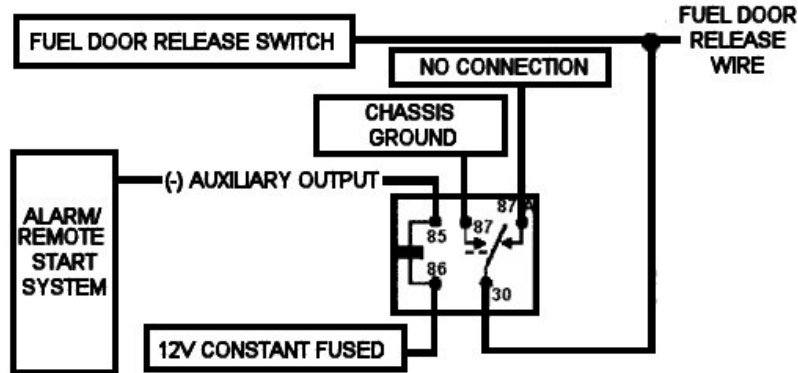 FUEL DOOR RELEASE SWITCH
FUEL DOOR
RELEASE
WIRE
NO CONNECTION
CHASSIS
GROUND
ALARM/
REMOTE
START
SYSTEM
(-) AUXILIARY OUTPUT
85
87
87A
86
30
12V CONSTANT FUSED